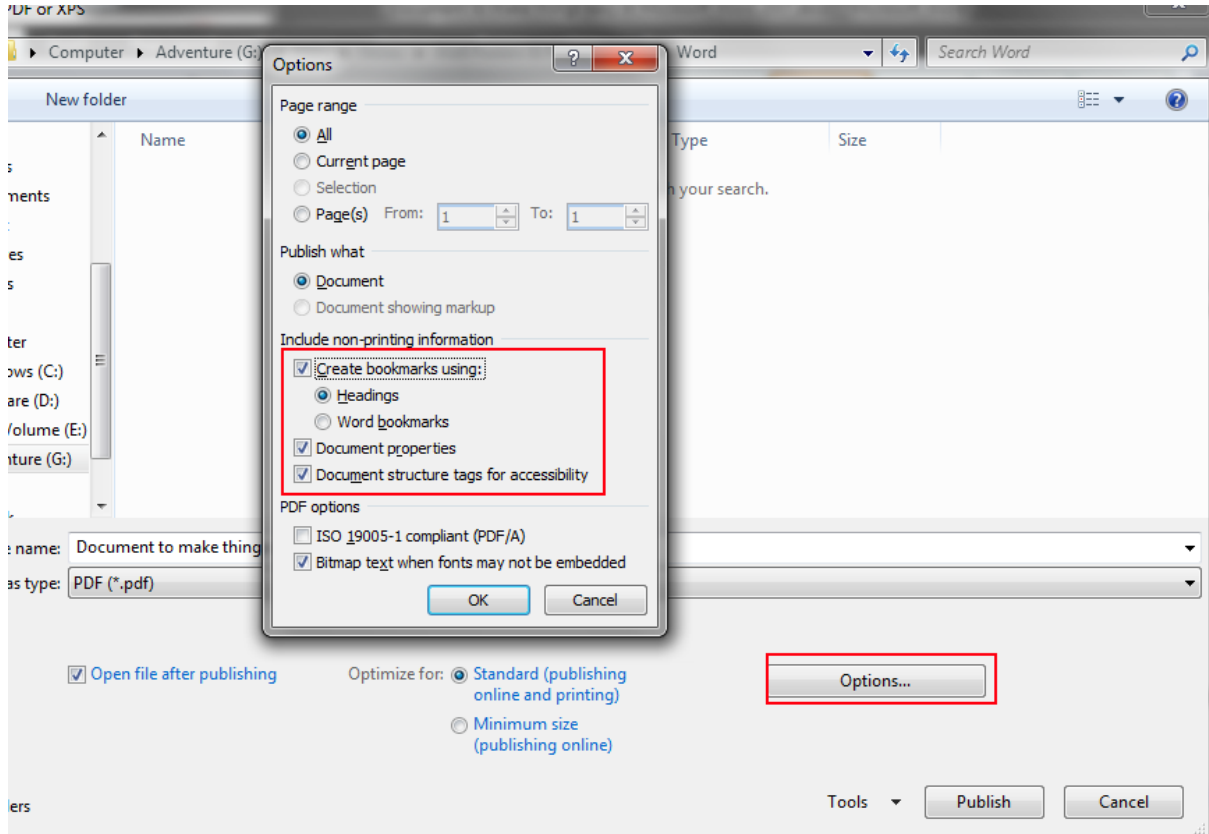 PDF or XPS
Computer ▸ Adventure (G:)
Word
Search Word
New folder
Name
Type
Size
your search.
ments
es
ter
ows (C:)
are (D:)
Volume (E:)
nture (G:)
Options
Page range
All
Current page
Selection
Page(s) From: 1 To: 1
Publish what
Document
Document showing markup
Include non-printing information
Create bookmarks using:
Headings
Word bookmarks
Document properties
Document structure tags for accessibility
PDF options
ISO 19005-1 compliant (PDF/A)
Bitmap text when fonts may not be embedded
OK Cancel
e name: Document to make thing
as type: PDF (*.pdf)
Open file after publishing
Optimize for: Standard (publishing
online and printing)
Minimum size
(publishing online)
Options...
ers
Tools Publish Cancel